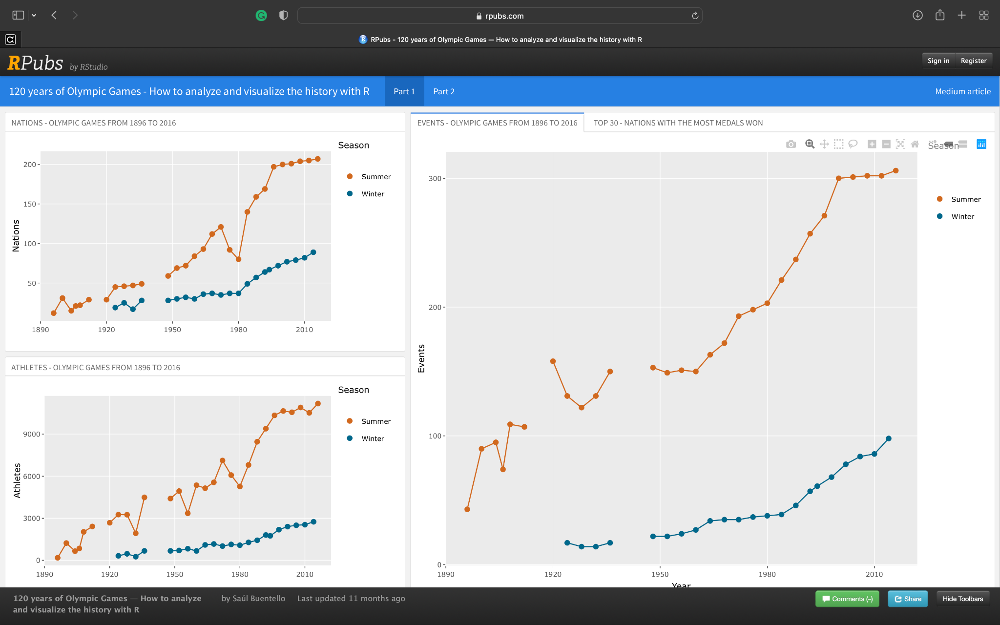 rpubs.com
RPubs - 120 years of Olympic Games — How to analyze and visualize the history with R
RPubs by RStudio
Sign in
Register
120 years of Olympic Games - How to analyze and visualize the history with R
Part 1
Part 2
Medium article
NATIONS - OLYMPIC GAMES FROM 1896 TO 2016
Season
Summer
Winter
Nations
200
150
100
50
1890
1920
1950
1980
2010
ATHLETES - OLYMPIC GAMES FROM 1896 TO 2016
Season
Summer
Winter
Athletes
9000
6000
3000
0
1890
1920
1950
1980
2010
EVENTS - OLYMPIC GAMES FROM 1896 TO 2016
TOP 30 - NATIONS WITH THE MOST MEDALS WON
Season
Summer
Winter
Events
300
200
100
0
1890
1920
1950
1980
2010
Year
120 years of Olympic Games — How to analyze
and visualize the history with R
by Saúl Buentello
Last updated 11 months ago
Comments (–)
Share
Hide Toolbars